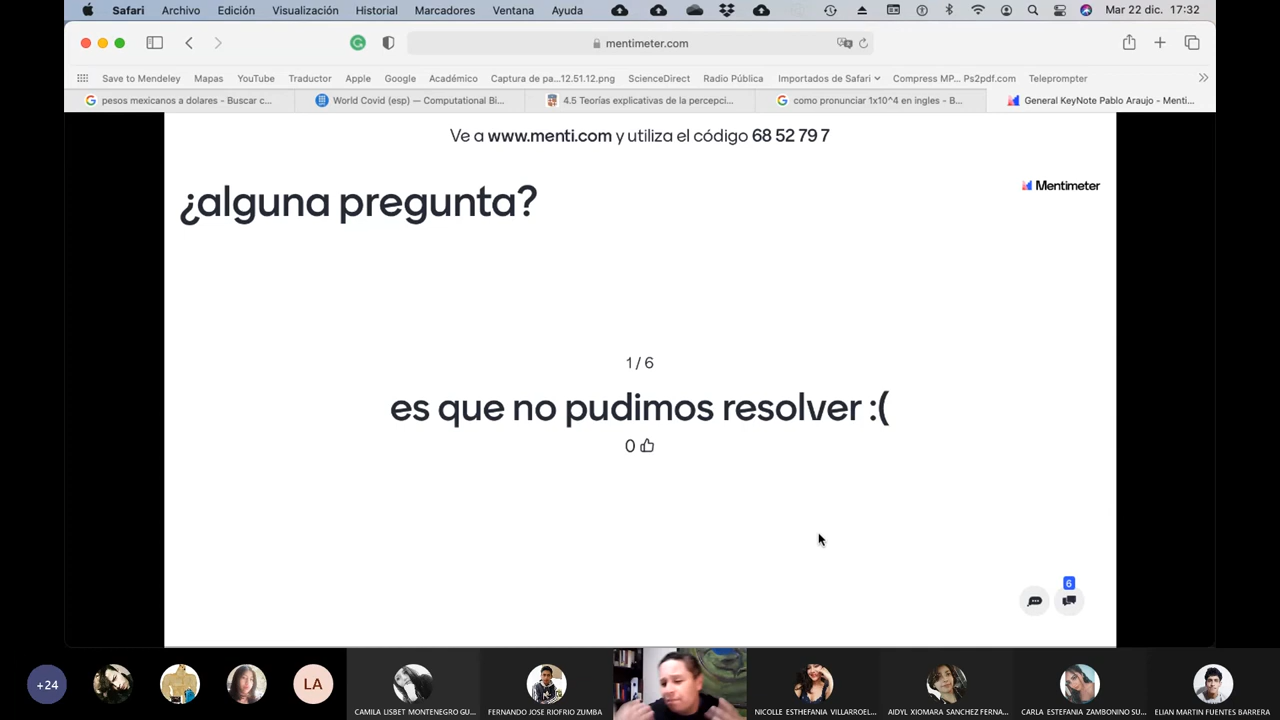 Safari Archivo Edición Visualización Historial Marcadores Ventana Ayuda Mar 22 dic. 17:32
mentimeter.com
Save to Mendeley Mapas YouTube Traductor Apple Google Académico Captura de pa...12.51.12.png ScienceDirect Radio Pública Importados de Safari Compress MP... Ps2pdf.com Teleprompter
pesos mexicanos a dolares - Buscar c... World Covid (esp) — Computational Bi... 4.5 Teorías explicativas de la percepci... como pronunciar 1x10^4 en ingles - B... General KeyNote Pablo Araujo - Menti...
Ve a www.menti.com y utiliza el código 68 52 79 7
Mentimeter
¿alguna pregunta?
1 / 6
es que no pudimos resolver :(
0
6
+24 LA
CAMILA LISBET MONTENEGRO GU... FERNANDO JOSE RIOFRIO ZUMBA NICOLLE ESTHEFANIA VILLARROEL... AIDYL XIOMARA SANCHEZ FERNA... CARLA ESTEFANIA ZAMBONINO SU... ELIAN MARTIN FUENTES BARRERA